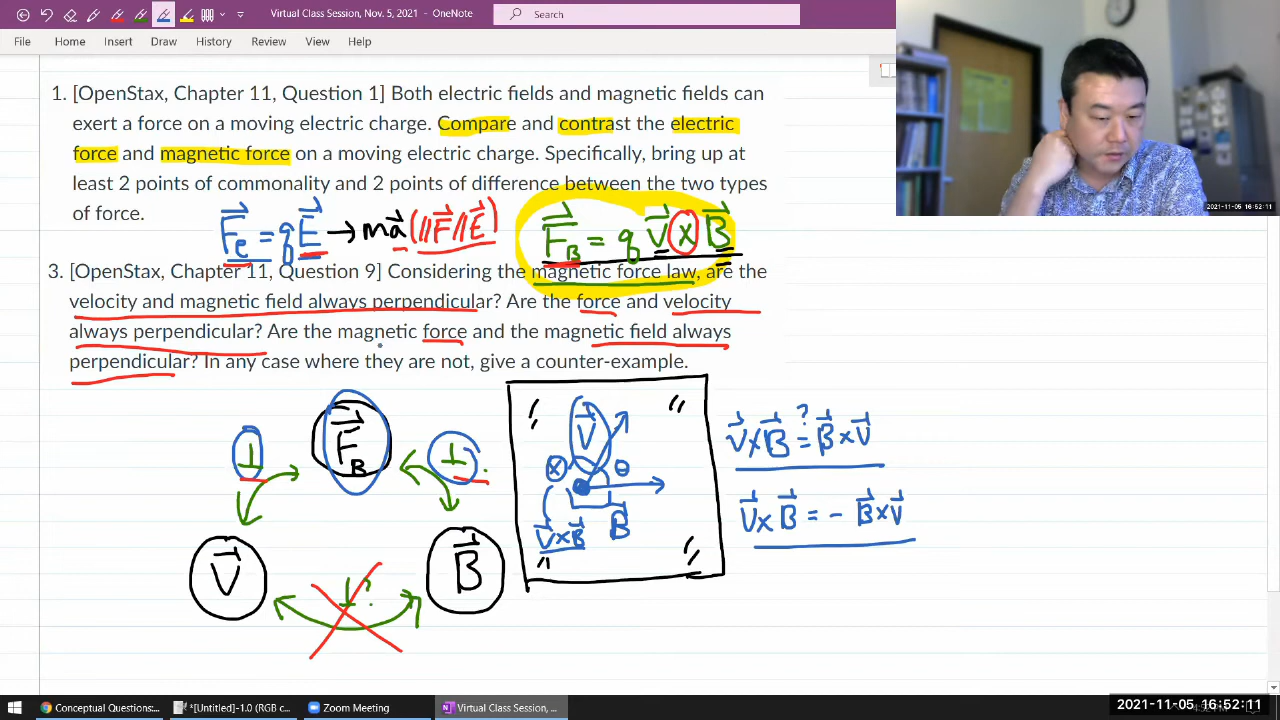 Virtual Class Session, Nov. 5, 2021 - OneNote
Search
File Home Insert Draw History Review View Help
1. [OpenStax, Chapter 11, Question 1] Both electric fields and magnetic fields can
exert a force on a moving electric charge. Compare and contrast the electric
force and magnetic force on a moving electric charge. Specifically, bring up at
least 2 points of commonality and 2 points of difference between the two types
of force.
F⃗e = qE⃗ → ma⃗ (//F⃗//E⃗)
F⃗B = q V⃗ × B⃗
3. [OpenStax, Chapter 11, Question 9] Considering the magnetic force law, are the
velocity and magnetic field always perpendicular? Are the force and velocity
always perpendicular? Are the magnetic force and the magnetic field always
perpendicular? In any case where they are not, give a counter-example.
F⃗B
⊥ ⊥
V⃗ B⃗
⊥?
V⃗
⊗ θ
V⃗×B⃗ B⃗
V⃗×B⃗ ?= B⃗×V⃗
V⃗×B⃗ = - B⃗×V⃗
2021-11-05 16:52:11
Conceptual Questions:... *[Untitled]-1.0 (RGB c... Zoom Meeting Virtual Class Session, ...
2021-11-05 16:52:11